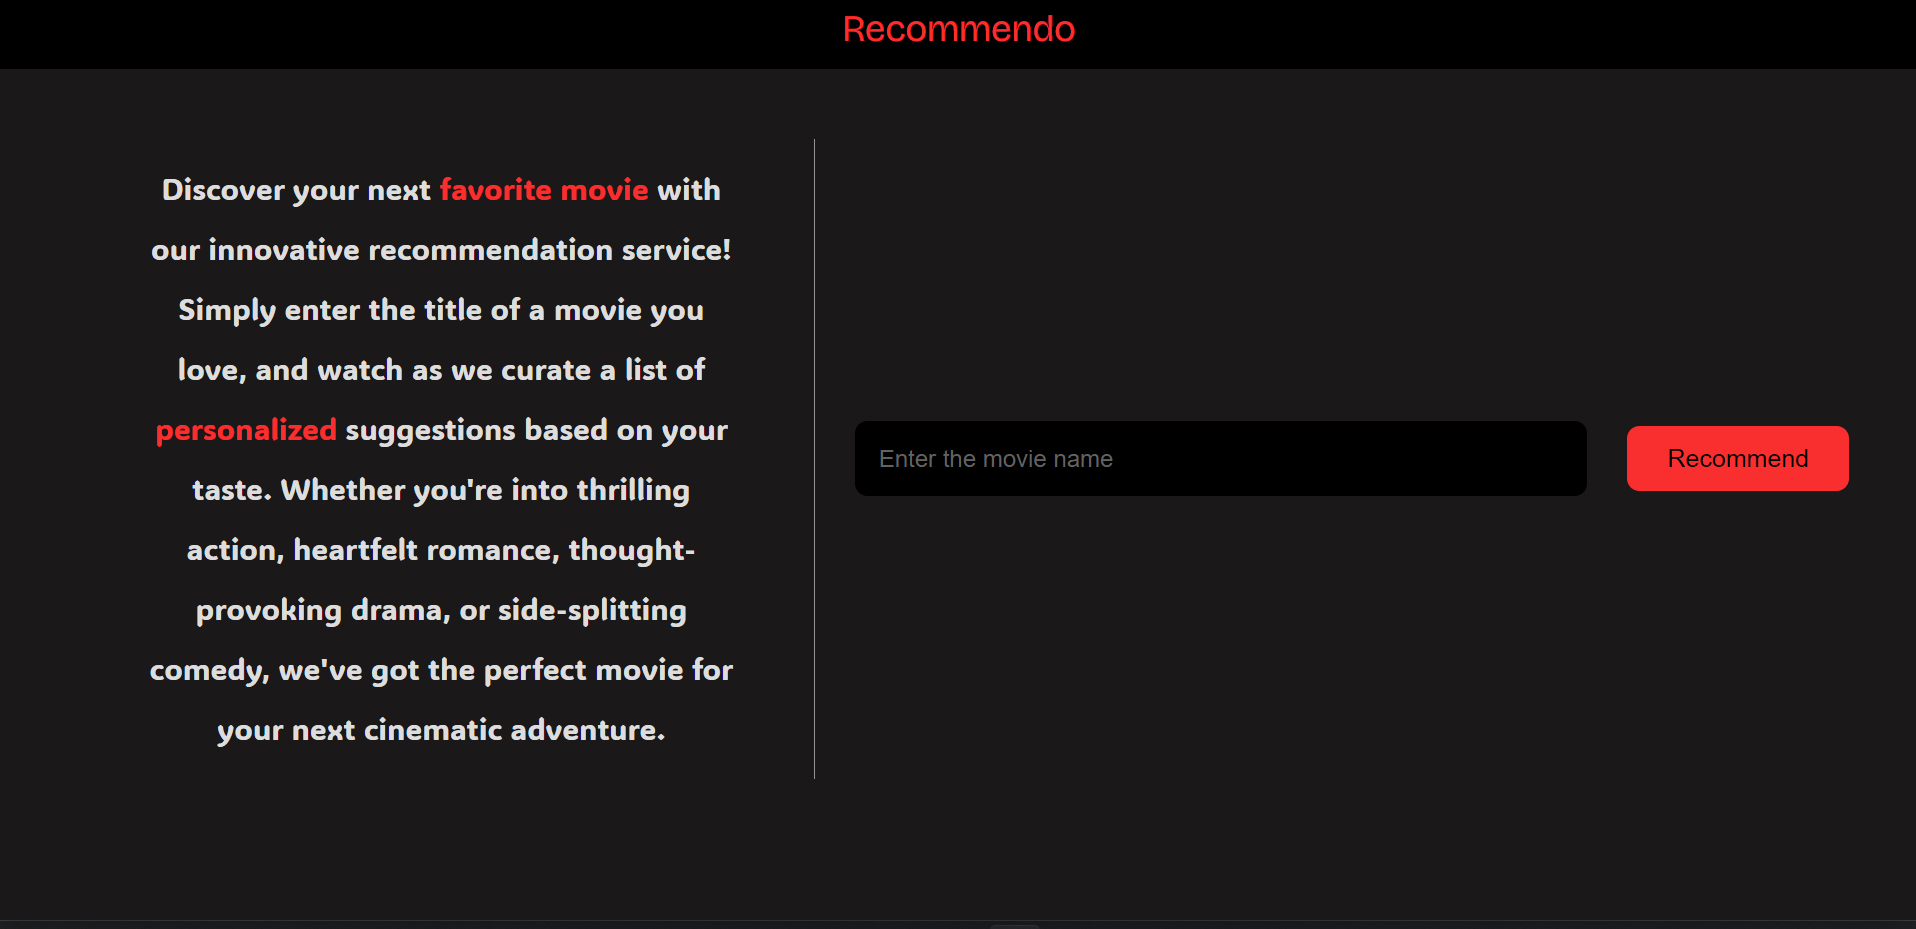 Recommendo
Discover your next favorite movie with
our innovative recommendation service!
Simply enter the title of a movie you
love, and watch as we curate a list of
personalized suggestions based on your
taste. Whether you're into thrilling
action, heartfelt romance, thought-
provoking drama, or side-splitting
comedy, we've got the perfect movie for
your next cinematic adventure.
Enter the movie name
Recommend